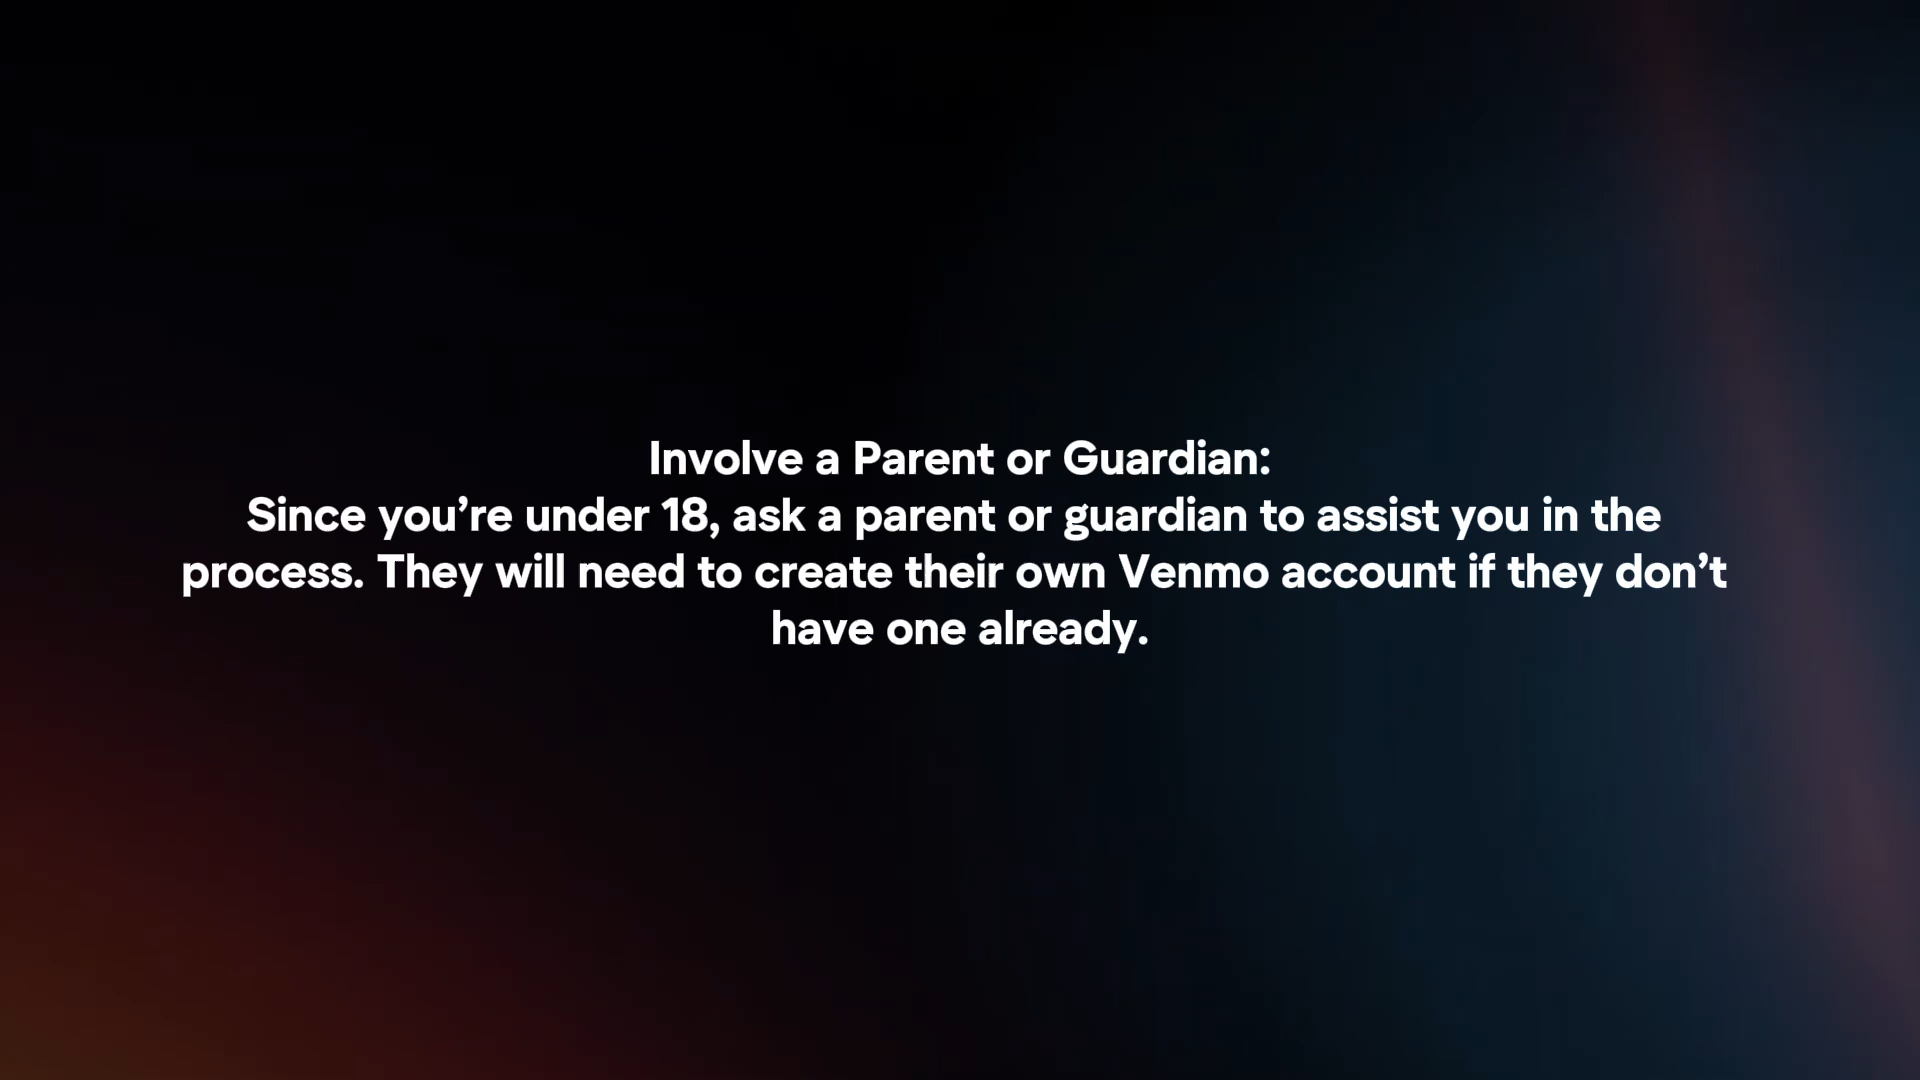 Involve a Parent or Guardian:
Since you’re under 18, ask a parent or guardian to assist you in the
process. They will need to create their own Venmo account if they don’t
have one already.